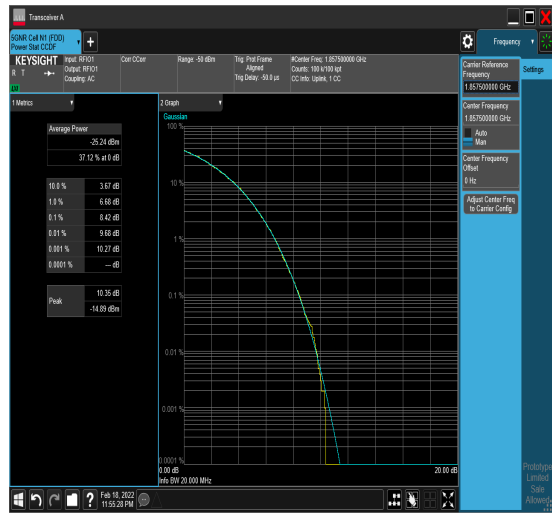 Transceiver A
5GNR Cell N1 (FDD)
Power Stat CCDF
Frequency
KEYSIGHT
R T
LXI
Input: RFIO1
Output: RFIO1
Coupling: AC
Corr CCorr
Range: -50 dBm
Trig: Prot Frame
Aligned
Trig Delay: -50.0 µs
#Center Freq: 1.857500000 GHz
Counts: 100 k/100 kpt
CC Info: Uplink, 1 CC
Carrier Reference
Frequency
1.857500000 GHz
Settings
Center Frequency
1.857500000 GHz
Auto
Man
Center Frequency
Offset
0 Hz
Adjust Center Freq
to Carrier Config
1 Metrics
Average Power
-25.24 dBm
37.12 % at 0 dB
10.0 % 3.67 dB
1.0 % 6.68 dB
0.1 % 8.42 dB
0.01 % 9.68 dB
0.001 % 10.27 dB
0.0001 % --- dB
Peak
10.35 dB
-14.89 dBm
2 Graph
Gaussian
100 %
10 %
1 %
0.1 %
0.01 %
0.001 %
0.0001 %
0.00 dB
20.00 dB
Info BW 20.000 MHz
?
Feb 18, 2022
11:55:28 PM
Prototype
Limited
Sale
Allowed